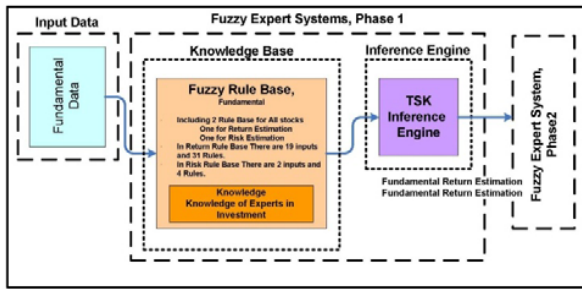 Input Data
Fuzzy Expert Systems, Phase 1
Fundamental
Data
Knowledge Base
Fuzzy Rule Base,
Fundamental
Including 2 Rule Base for All stocks
One for Return Estimation
One for Risk Estimation
In Return Rule Base There are 19 inputs
and 31 Rules.
In Risk Rule Base There are 2 inputs and
4 Rules.
Knowledge
Knowledge of Experts in
Investment
Inference Engine
TSK
Inference
Engine
Fundamental Return Estimation
Fundamental Return Estimation
Fuzzy Expert System,
Phase2